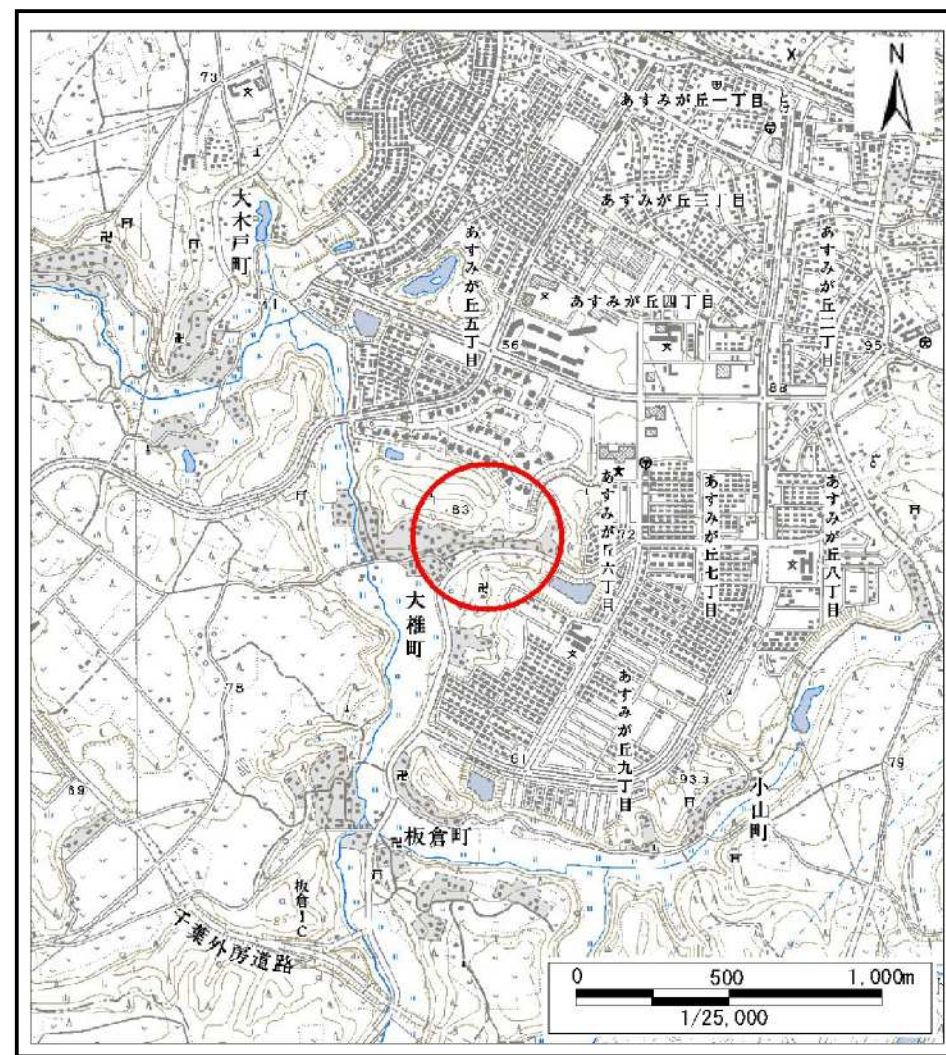 N
73
あすみが丘一丁目
大木戸町
あすみが丘三丁目
あすみが丘五丁目
あすみが丘二丁目
41
あすみが丘四丁目
56
95
88
83
あすみが丘六丁目
72
あすみが丘七丁目
あすみが丘八丁目
大椎町
78
あすみが丘九丁目
61
93.3
小山町
79
69
板倉町
板倉IC
千葉外房道路
0 500 1,000m
1/25,000